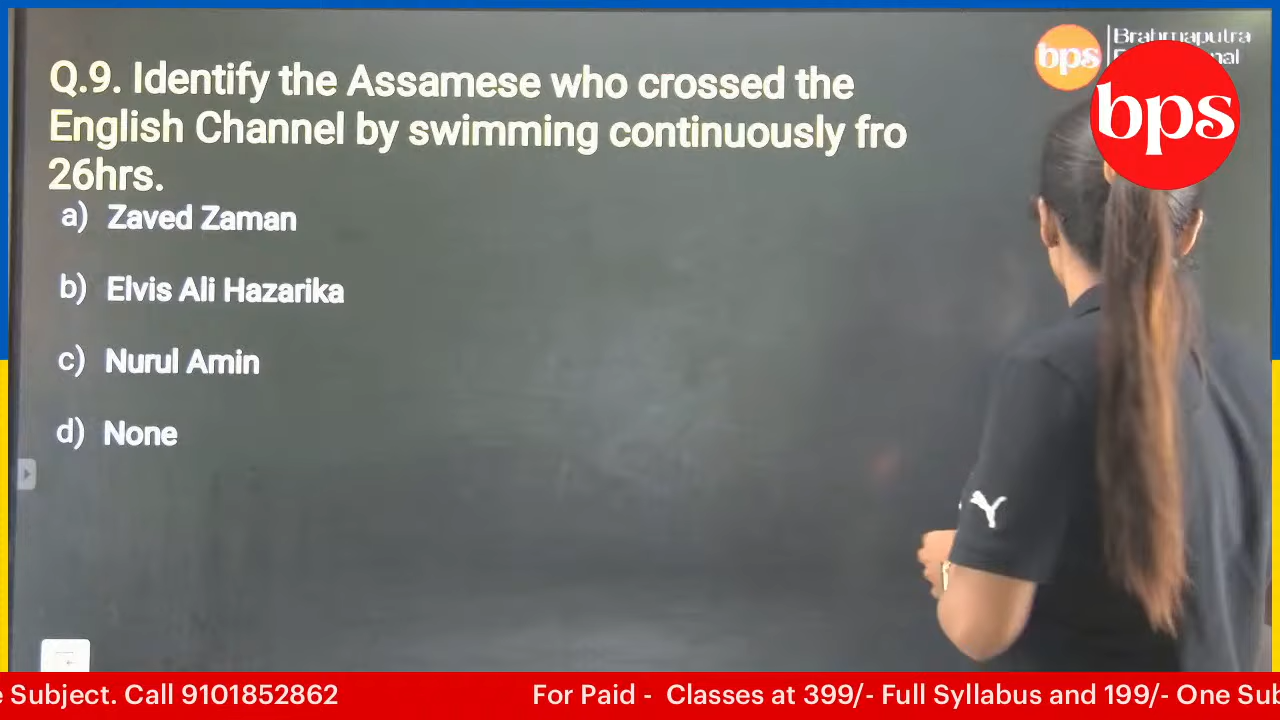 Q.9. Identify the Assamese who crossed the
English Channel by swimming continuously fro
26hrs.
a) Zaved Zaman
b) Elvis Ali Hazarika
c) Nurul Amin
d) None
bps
Brahmaputra
bps
Subject. Call 9101852862 For Paid - Classes at 399/- Full Syllabus and 199/- One